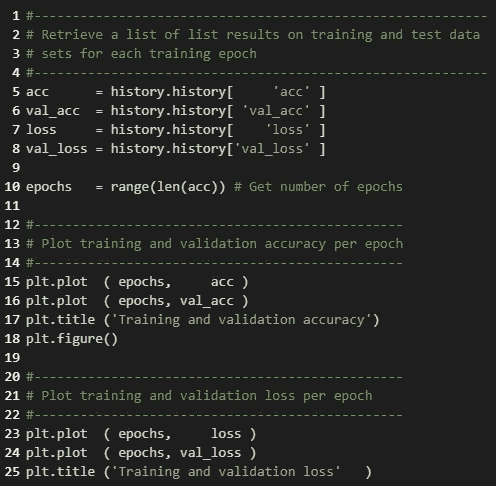 1 #-----------------------------------------------------------
2 # Retrieve a list of list results on training and test data
3 # sets for each training epoch
4 #-----------------------------------------------------------
5 acc      = history.history[     'acc' ]
6 val_acc  = history.history[ 'val_acc' ]
7 loss     = history.history[    'loss' ]
8 val_loss = history.history['val_loss' ]
9
10 epochs   = range(len(acc)) # Get number of epochs
11
12 #------------------------------------------------
13 # Plot training and validation accuracy per epoch
14 #------------------------------------------------
15 plt.plot  ( epochs,     acc )
16 plt.plot  ( epochs, val_acc )
17 plt.title ('Training and validation accuracy')
18 plt.figure()
19
20 #------------------------------------------------
21 # Plot training and validation loss per epoch
22 #------------------------------------------------
23 plt.plot  ( epochs,     loss )
24 plt.plot  ( epochs, val_loss )
25 plt.title ('Training and validation loss'   )